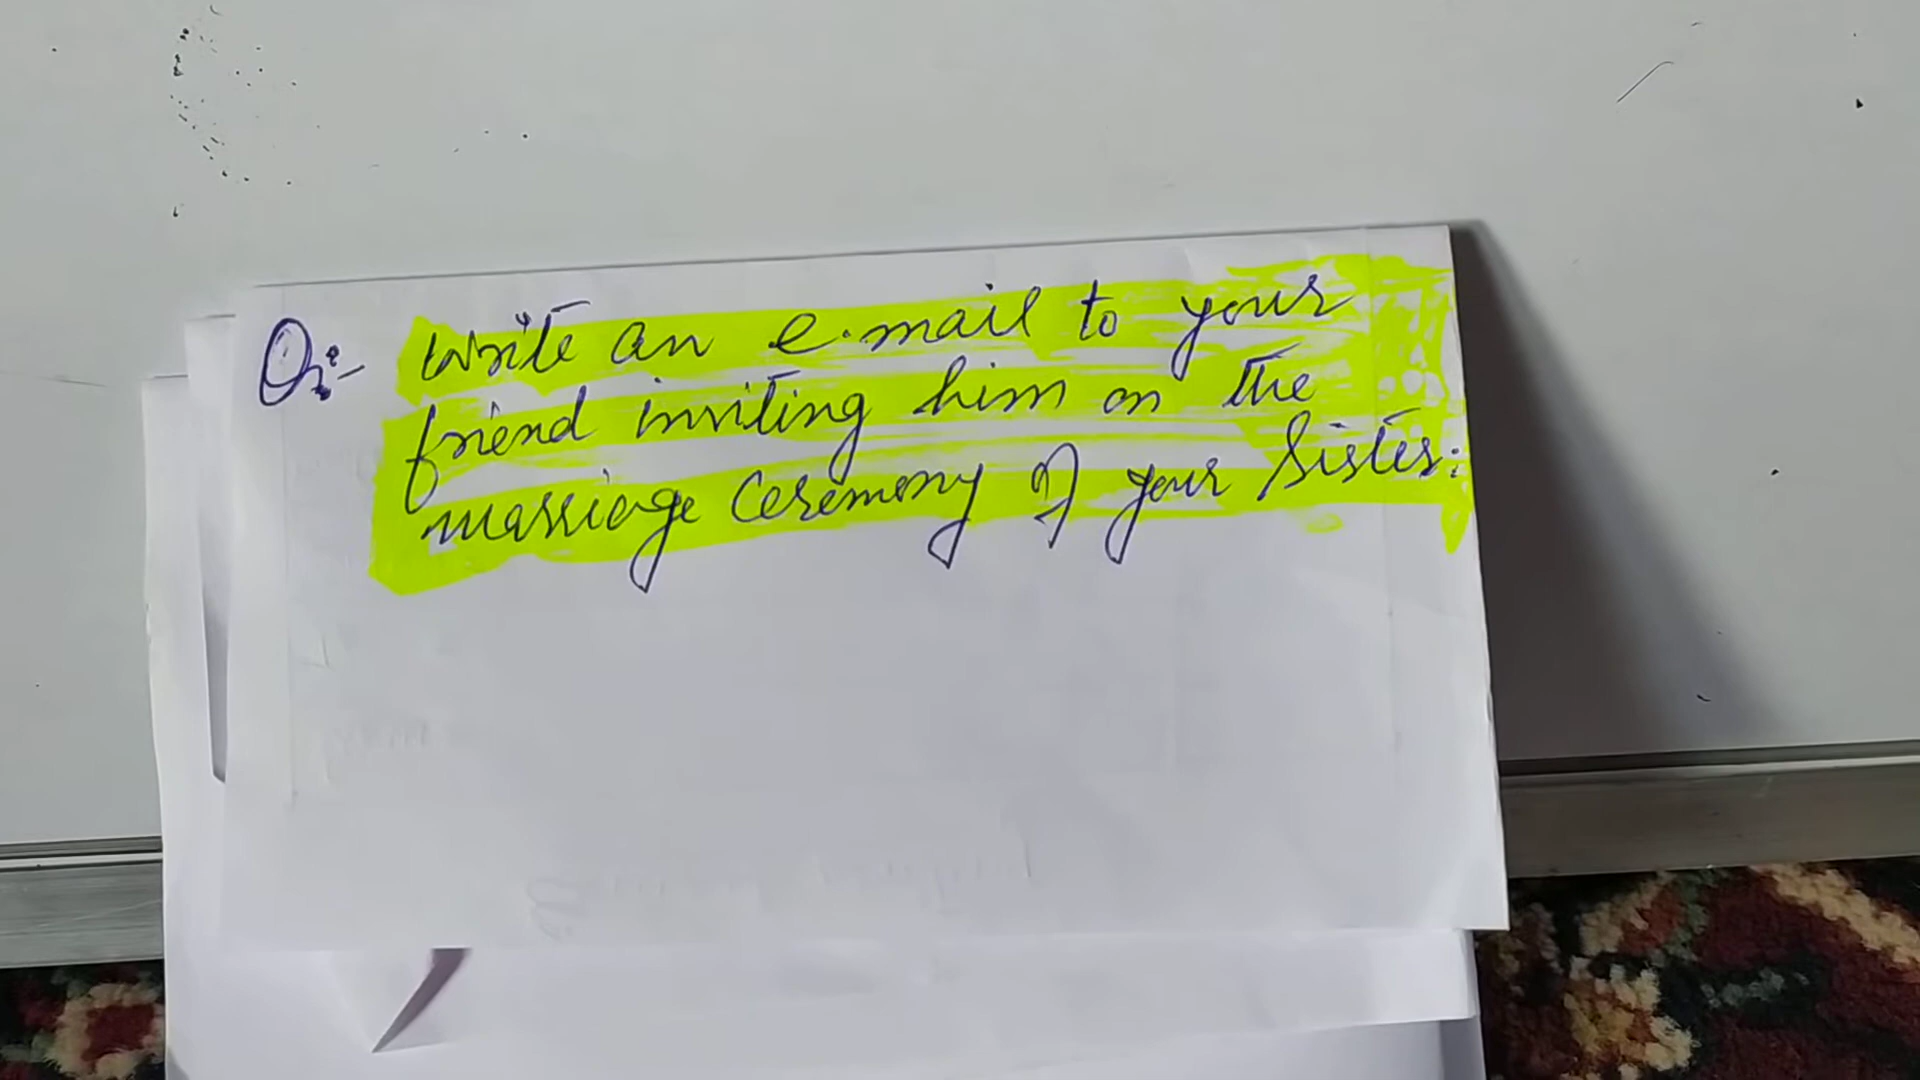 Q:- Write an e.mail to your
friend inviting him on the
marriage Ceremony of your Sister: